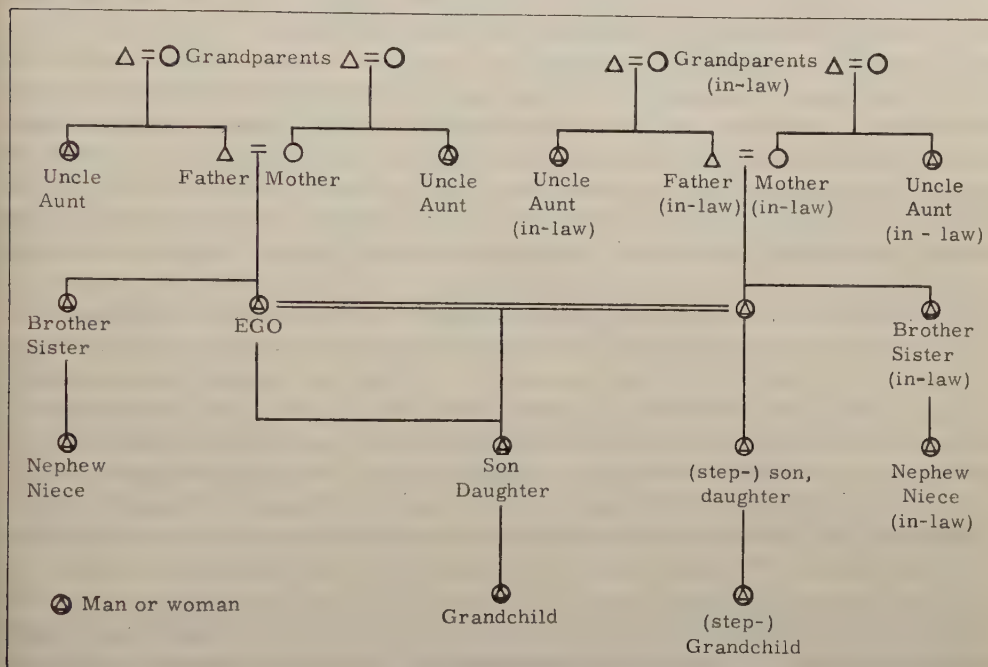 Grandparents
Grandparents
(in-law)
Uncle
Aunt
Father
Mother
Uncle
Aunt
Uncle
Aunt
(in-law)
Father
(in-law)
Mother
(in-law)
Uncle
Aunt
(in - law)
Brother
Sister
EGO
Brother
Sister
(in-law)
Nephew
Niece
Son
Daughter
(step-) son,
daughter
Nephew
Niece
(in-law)
Man or woman
Grandchild
(step-)
Grandchild